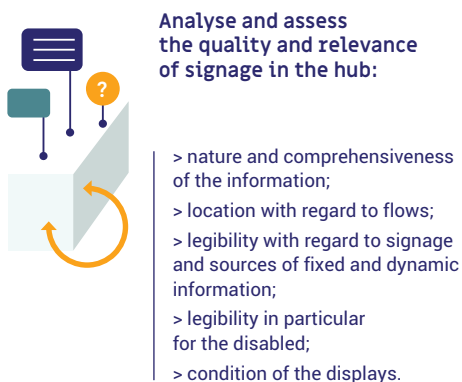 Analyse and assess
the quality and relevance
of signage in the hub:
?
> nature and comprehensiveness
of the information;
> location with regard to flows;
> legibility with regard to signage
and sources of fixed and dynamic
information;
> legibility in particular
for the disabled;
> condition of the displays.